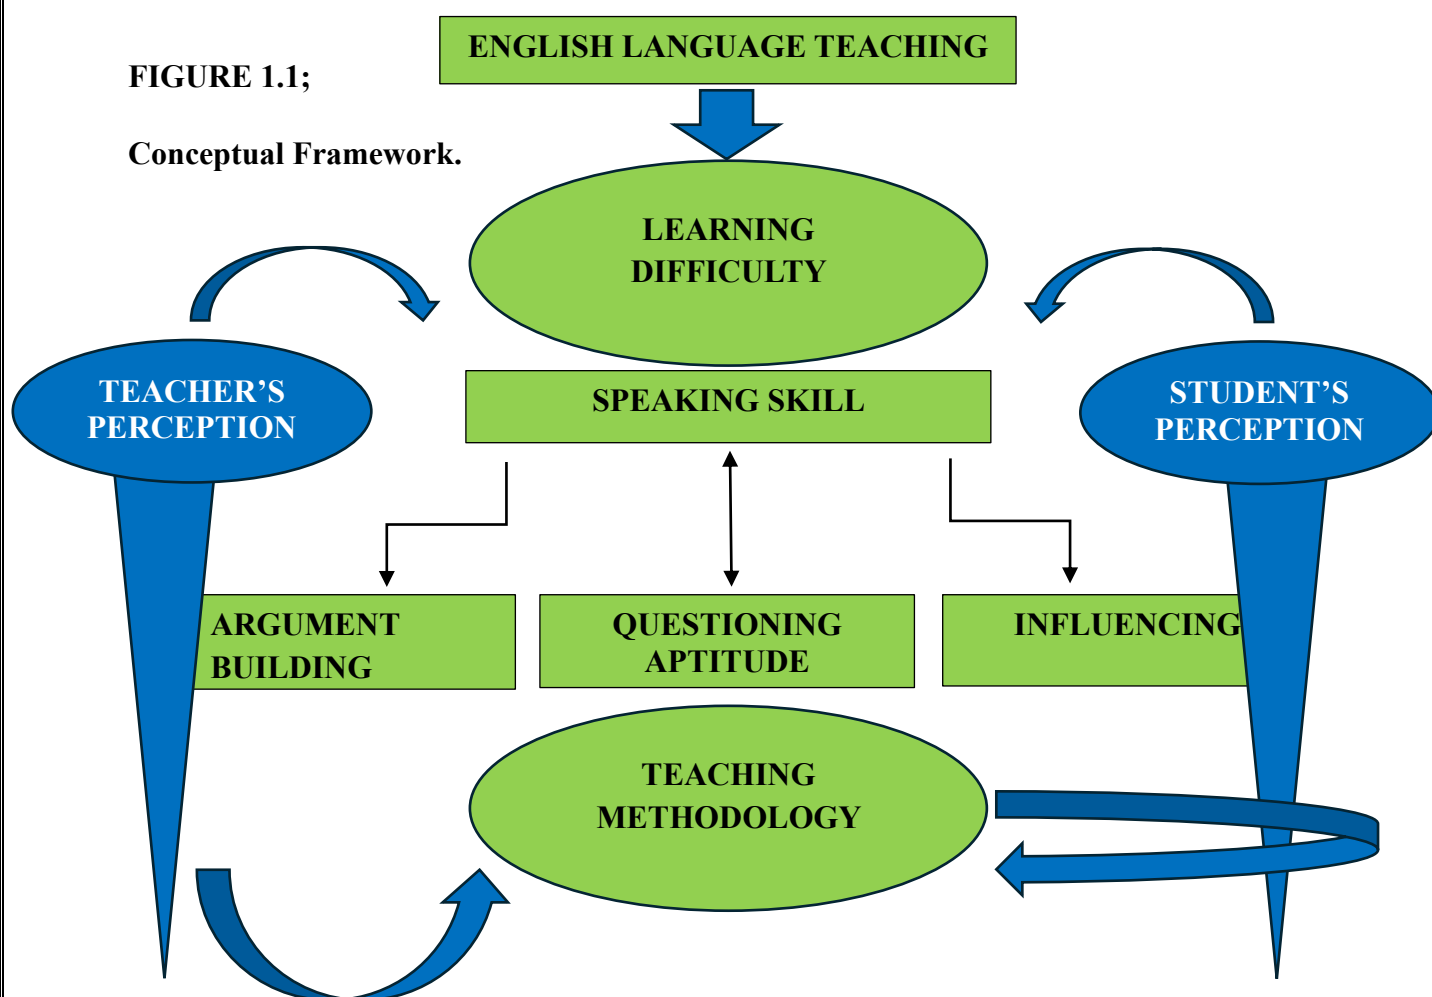 ENGLISH LANGUAGE TEACHING
FIGURE 1.1;
Conceptual Framework.
LEARNING
DIFFICULTY
TEACHER’S
PERCEPTION
SPEAKING SKILL
STUDENT’S
PERCEPTION
ARGUMENT
BUILDING
QUESTIONING
APTITUDE
INFLUENCING
TEACHING
METHODOLOGY